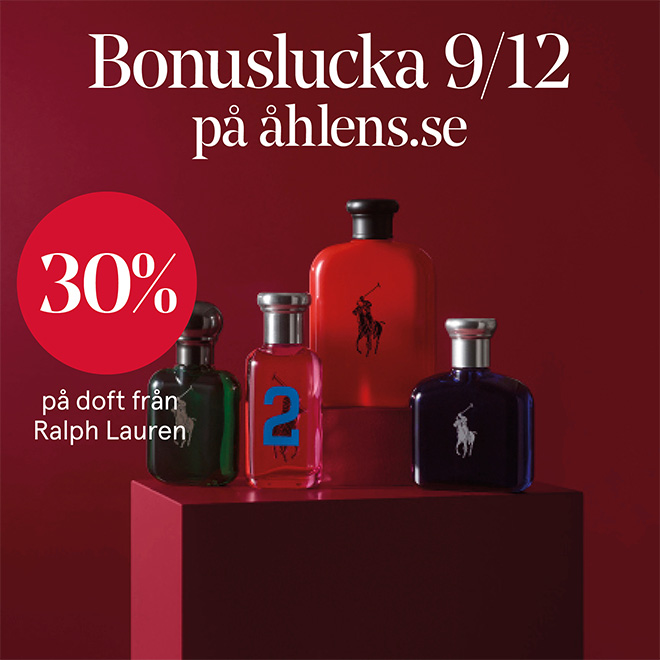 Bonuslucka 9/12
på åhlens.se
30%
på doft från
Ralph Lauren
2